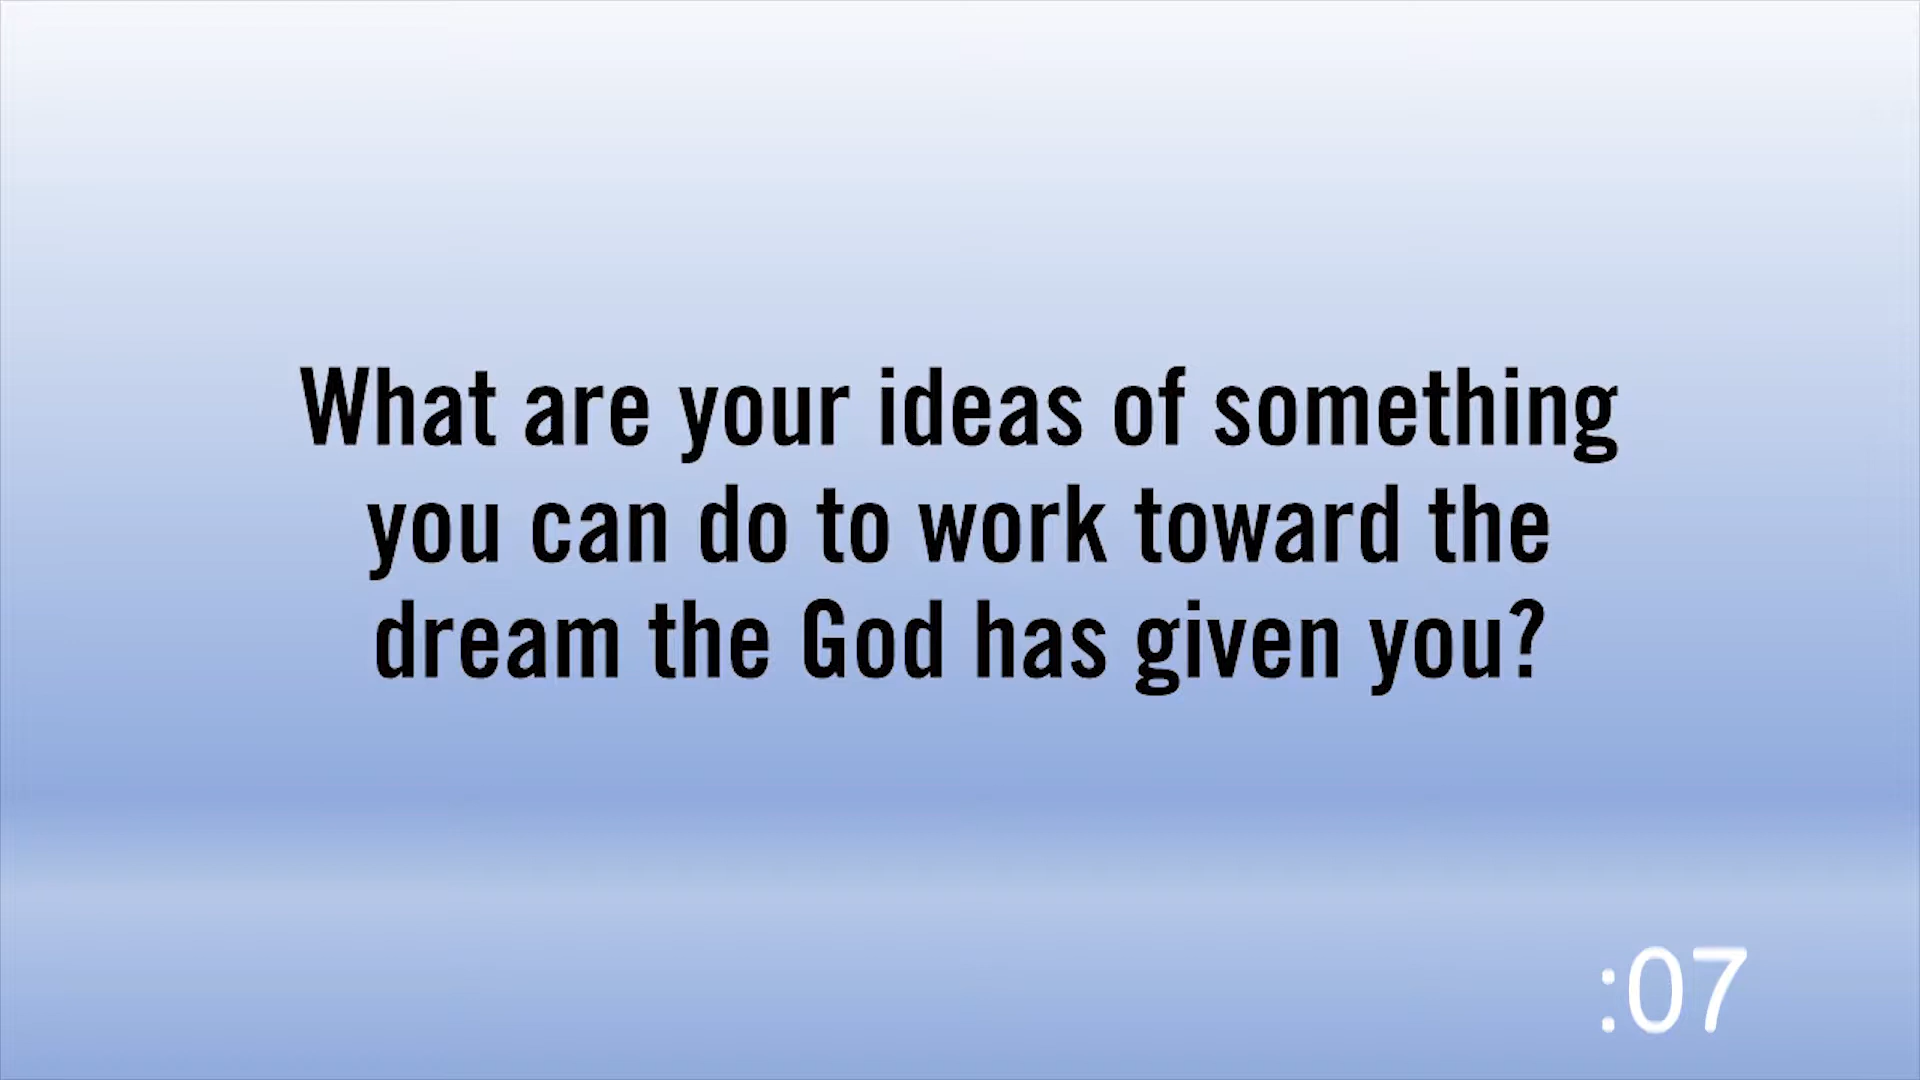 What are your ideas of something
you can do to work toward the
dream the God has given you?
:07